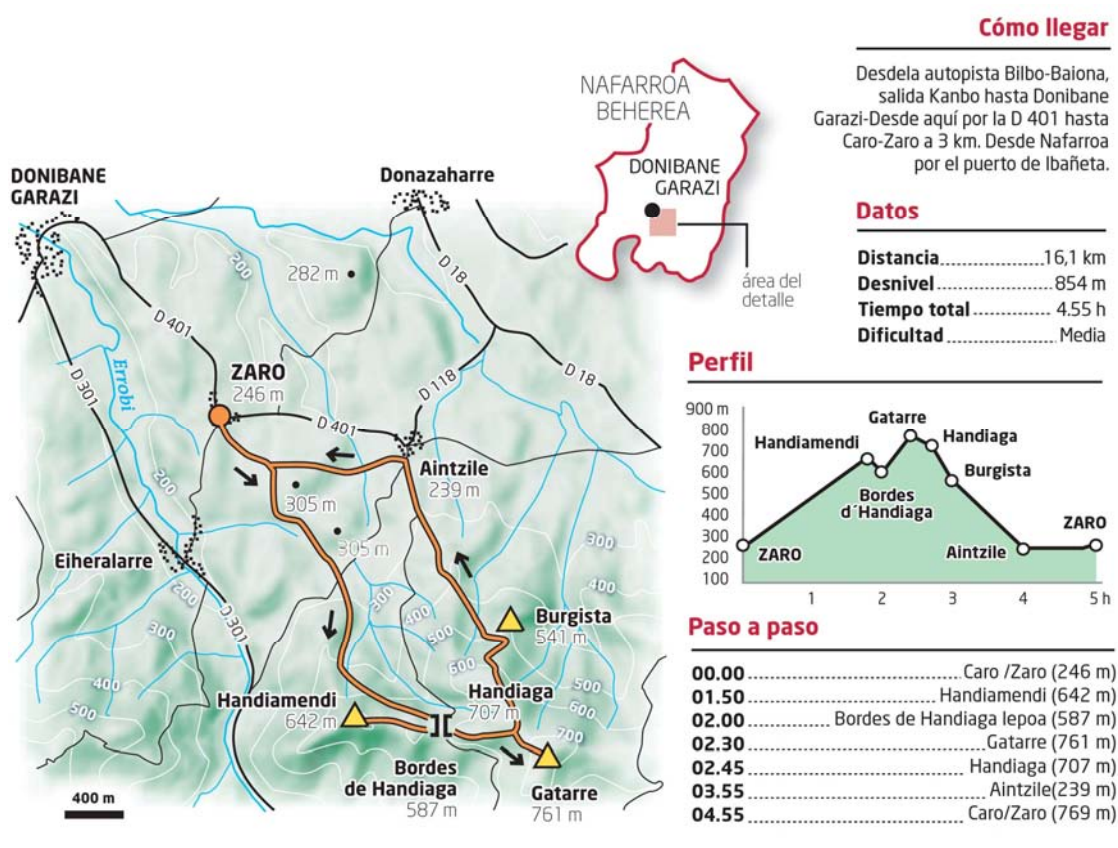 Cómo llegar
Desdela autopista Bilbo-Baiona,
salida Kanbo hasta Donibane
Garazi-Desde aquí por la D 401 hasta
Caro-Zaro a 3 km. Desde Nafarroa
por el puerto de Ibañeta.
Datos
Distancia 16,1 km
Desnivel 854 m
Tiempo total 4.55 h
Dificultad Media
NAFARROA
BEHEREA
DONIBANE
GARAZI
área del
detalle
DONIBANE
GARAZI
Donazaharre
282 m
200
D 18
D 401
D 301
Errobi
ZARO
246 m
D 118
D 18
D 401
Aintzile
239 m
305 m
305 m
200
Eiheralarre
200
D 301
300
400
500
300
400
500
600
300
400
500
600
700
Burgista
541 m
Handiamendi
642 m
Handiaga
707 m
Bordes
de Handiaga
587 m
Gatarre
761 m
400 m
Perfil
900 m
800
700
600
500
400
300
200
100
ZARO
Handiamendi
Bordes
d´Handiaga
Gatarre
Handiaga
Burgista
Aintzile
ZARO
1 2 3 4 5 h
Paso a paso
00.00 Caro /Zaro (246 m)
01.50 Handiamendi (642 m)
02.00 Bordes de Handiaga lepoa (587 m)
02.30 Gatarre (761 m)
02.45 Handiaga (707 m)
03.55 Aintzile(239 m)
04.55 Caro/Zaro (769 m)